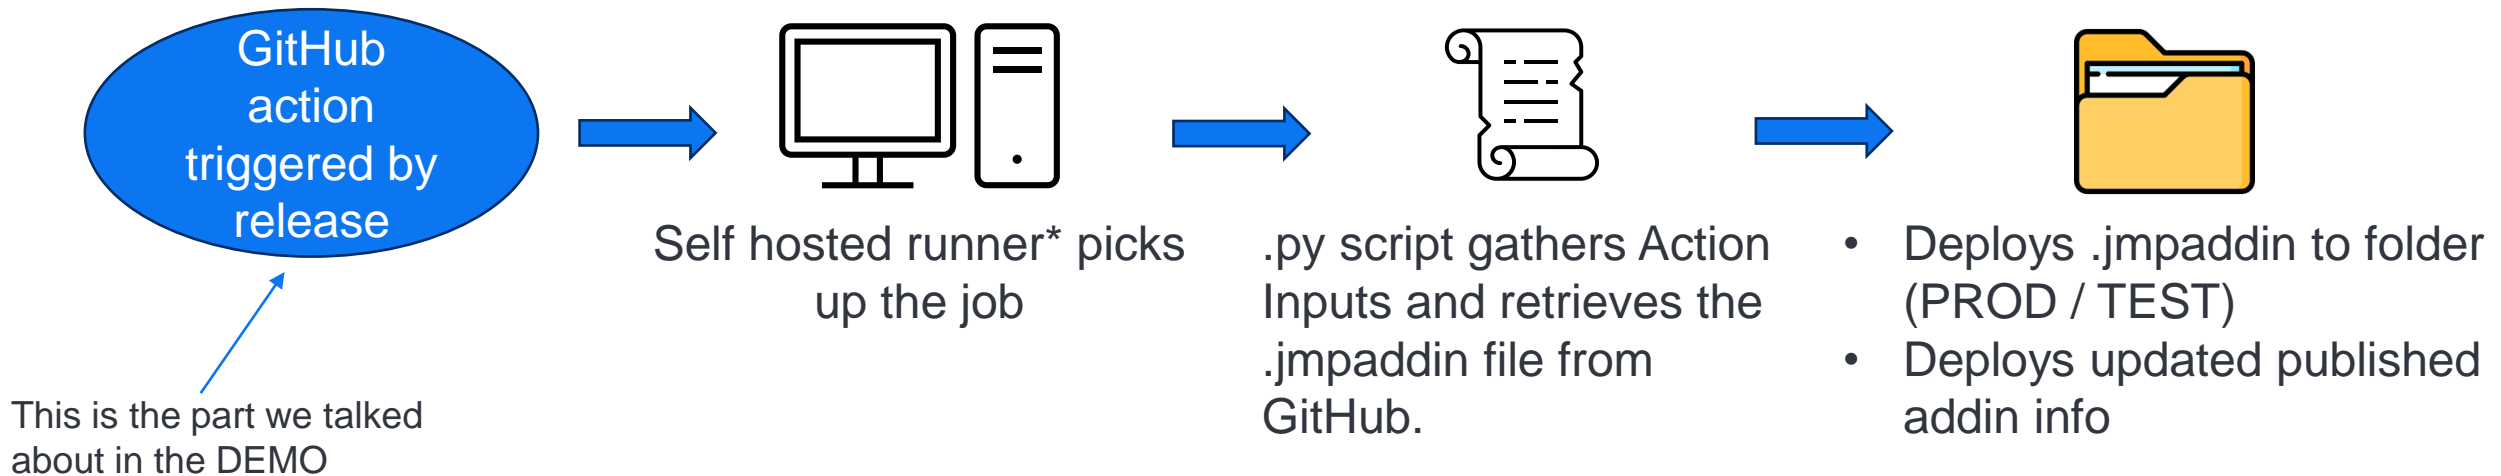 GitHub
action
triggered by
release
This is the part we talked
about in the DEMO
Self hosted runner* picks
up the job
.py script gathers Action
Inputs and retrieves the
.jmpaddin file from
GitHub.
• Deploys .jmpaddin to folder
(PROD / TEST)
• Deploys updated published
addin info